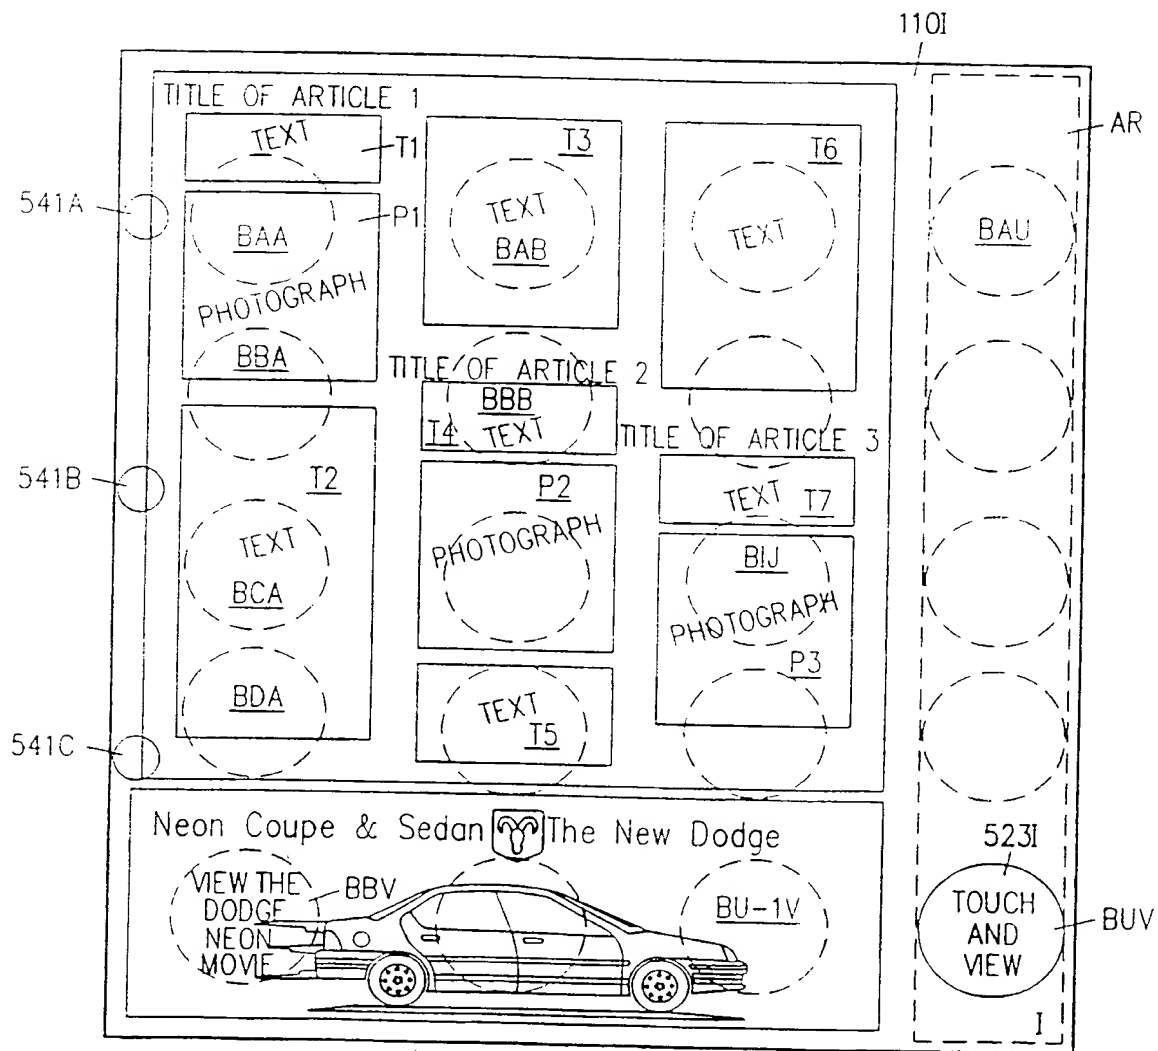 110I
AR
TITLE OF ARTICLE 1
TEXT
T1
T3
T6
541A
P1
BAA
TEXT
BAB
TEXT
BAU
PHOTOGRAPH
BBA
TITLE OF ARTICLE 2
BBB
T4 TEXT
TITLE OF ARTICLE 3
541B
T2
P2
TEXT T7
TEXT
PHOTOGRAPH
BIJ
BCA
PHOTOGRAPH
P3
BDA
TEXT
T5
541C
Neon Coupe & Sedan The New Dodge
523I
VIEW THE
DODGE
NEON
MOVIE
BBV
BU-1V
TOUCH
AND
VIEW
BUV
I